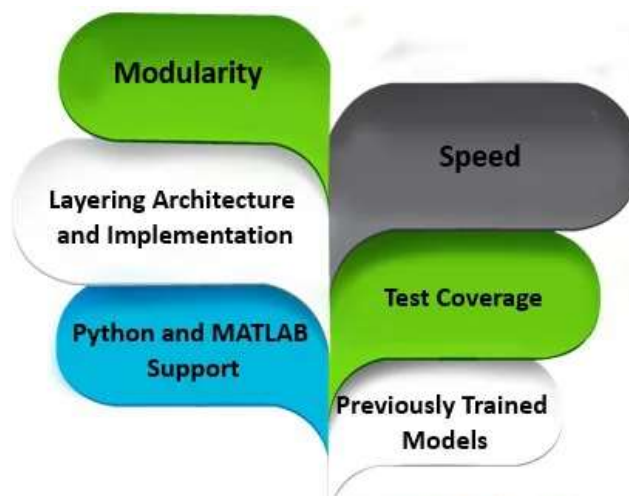 Modularity
Speed
Layering Architecture
and Implementation
Test Coverage
Python and MATLAB
Support
Previously Trained
Models